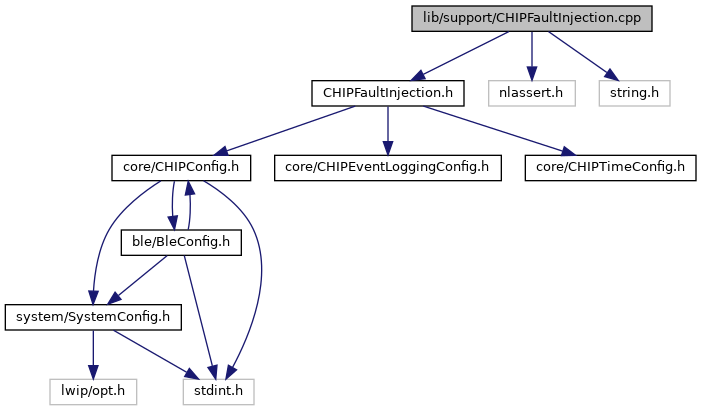 lib/support/CHIPFaultInjection.cpp
CHIPFaultInjection.h
nlassert.h
string.h
core/CHIPConfig.h
core/CHIPEventLoggingConfig.h
core/CHIPTimeConfig.h
ble/BleConfig.h
system/SystemConfig.h
lwip/opt.h
stdint.h